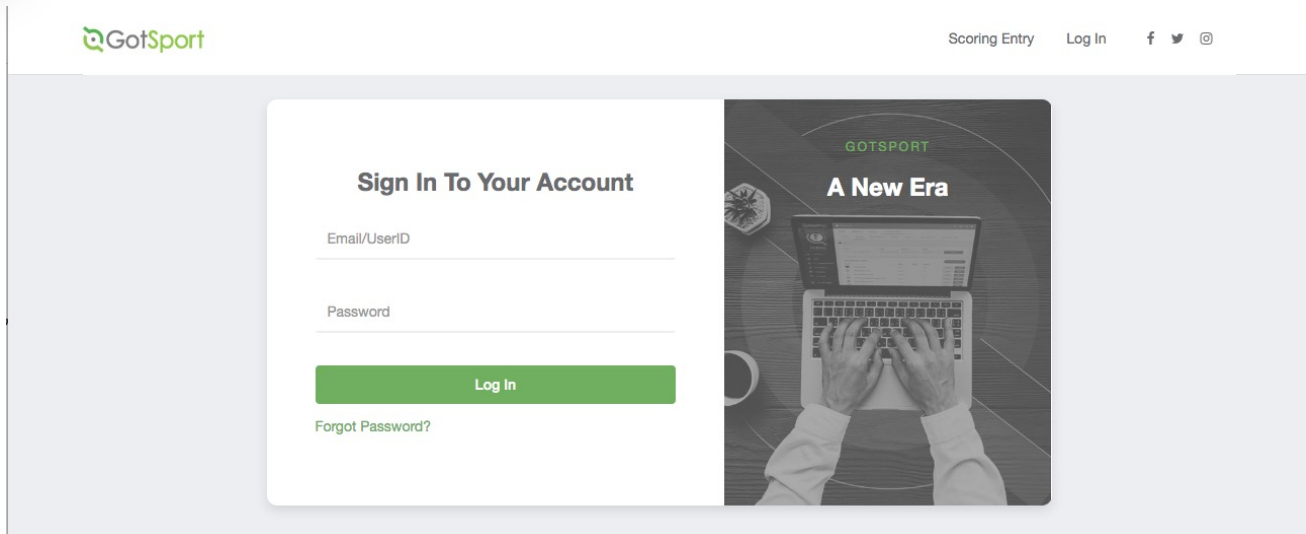 GotSport
Scoring Entry Log In
Sign In To Your Account
Email/UserID
Password
Log In
Forgot Password?
GOTSPORT
A New Era